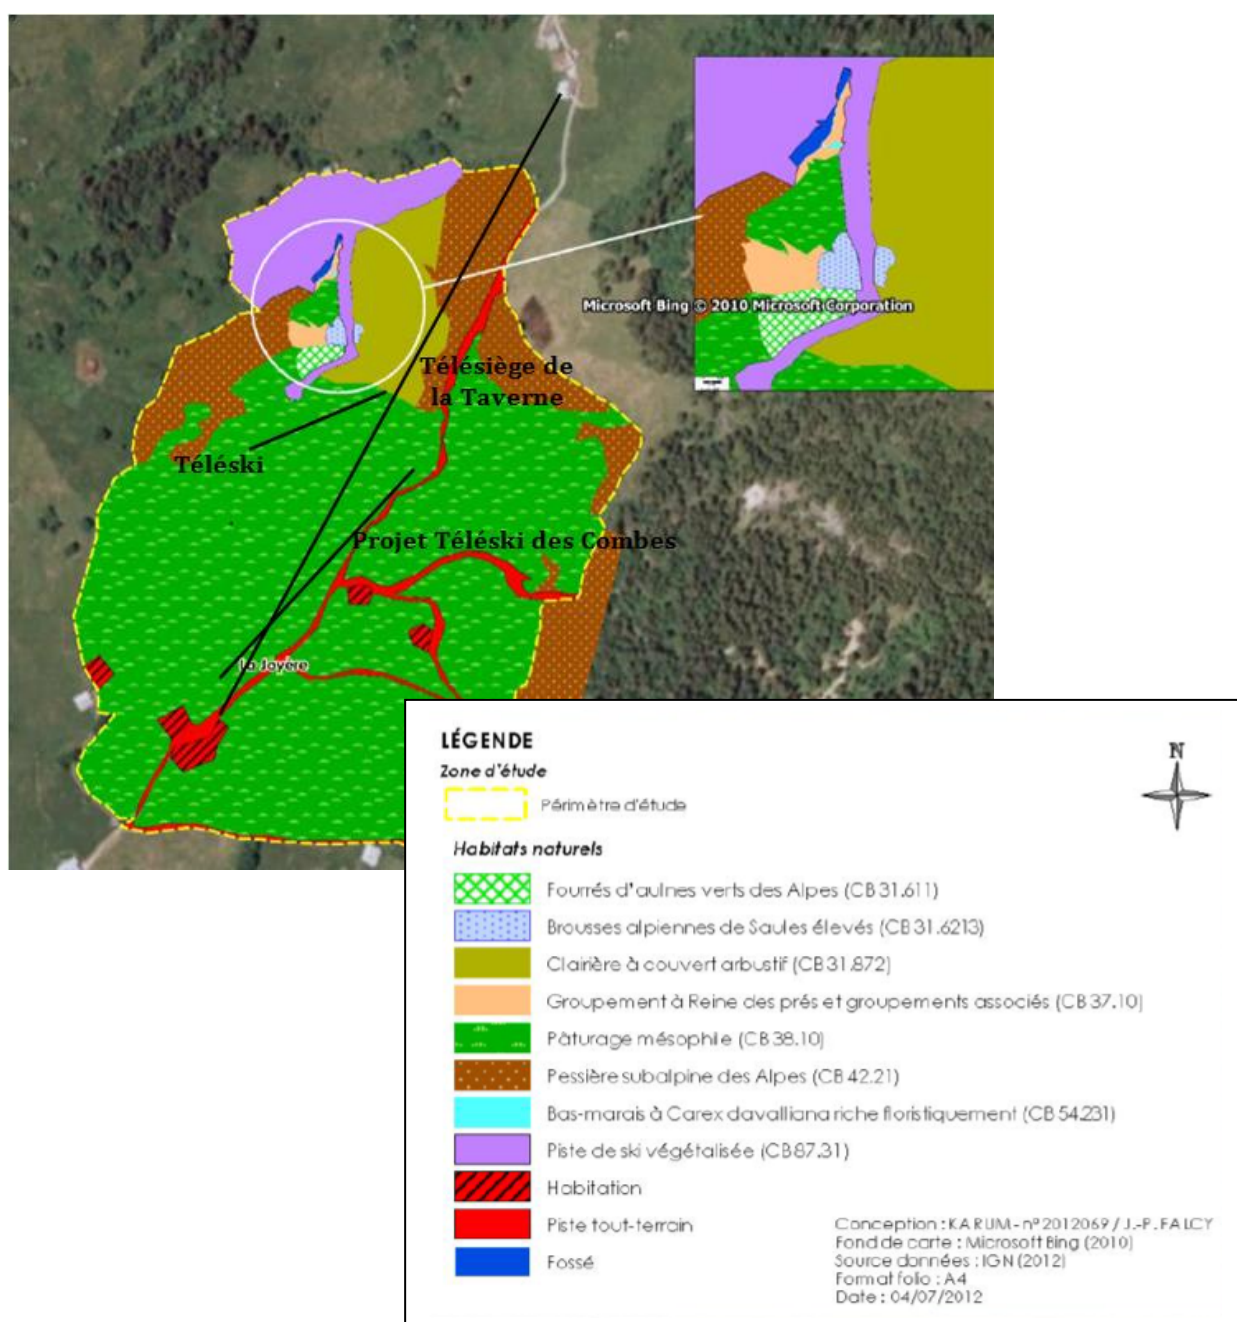 Microsoft Bing © 2010 Microsoft Corporation
Télésiège de
la Taverne
Téléski
Projet Téléski des Combes
La Joyère
LÉGENDE
N
Zone d'étude
Périmètre d'étude
Habitats naturels
Fourrés d'aulnes verts des Alpes (CB 31.611)
Brousses alpiennes de Saules élevés (CB 31.6213)
Clairière à couvert arbustif (CB 31.872)
Groupement à Reine des prés et groupements associés (CB 37.10)
Pâturage mésophile (CB 38.10)
Pessière subalpine des Alpes (CB 42.21)
Bas-marais à Carex davalliana riche floristiquement (CB 54.231)
Piste de ski végétalisée (CB 87.31)
Habitation
Piste tout-terrain
Fossé
Conception : KARUM - n° 2012069 / J.-P. FALCY
Fond de carte : Microsoft Bing (2010)
Source données : IGN (2012)
Format folio : A4
Date : 04/07/2012